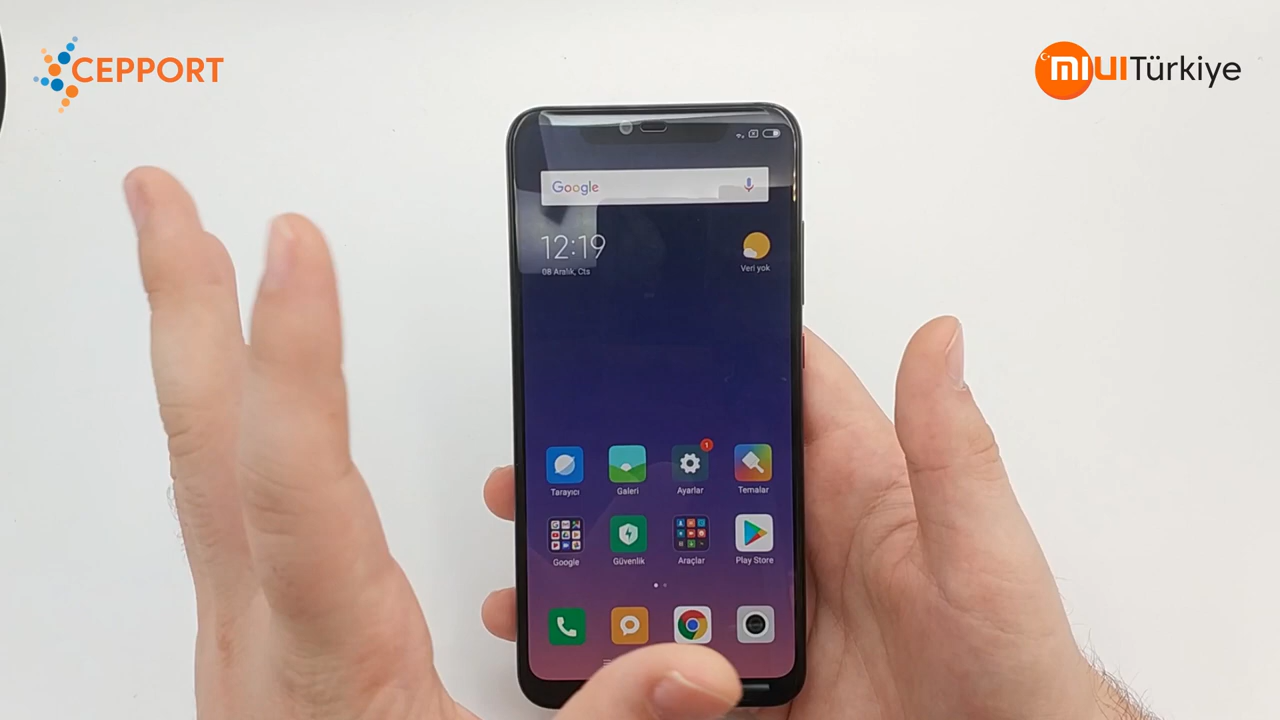 CEPPORT
MIUI Türkiye
Google
12:19
08 Aralık, Cts
Veri yok
1
Tarayıcı
Galeri
Ayarlar
Temalar
Google
Güvenlik
Araçlar
Play Store